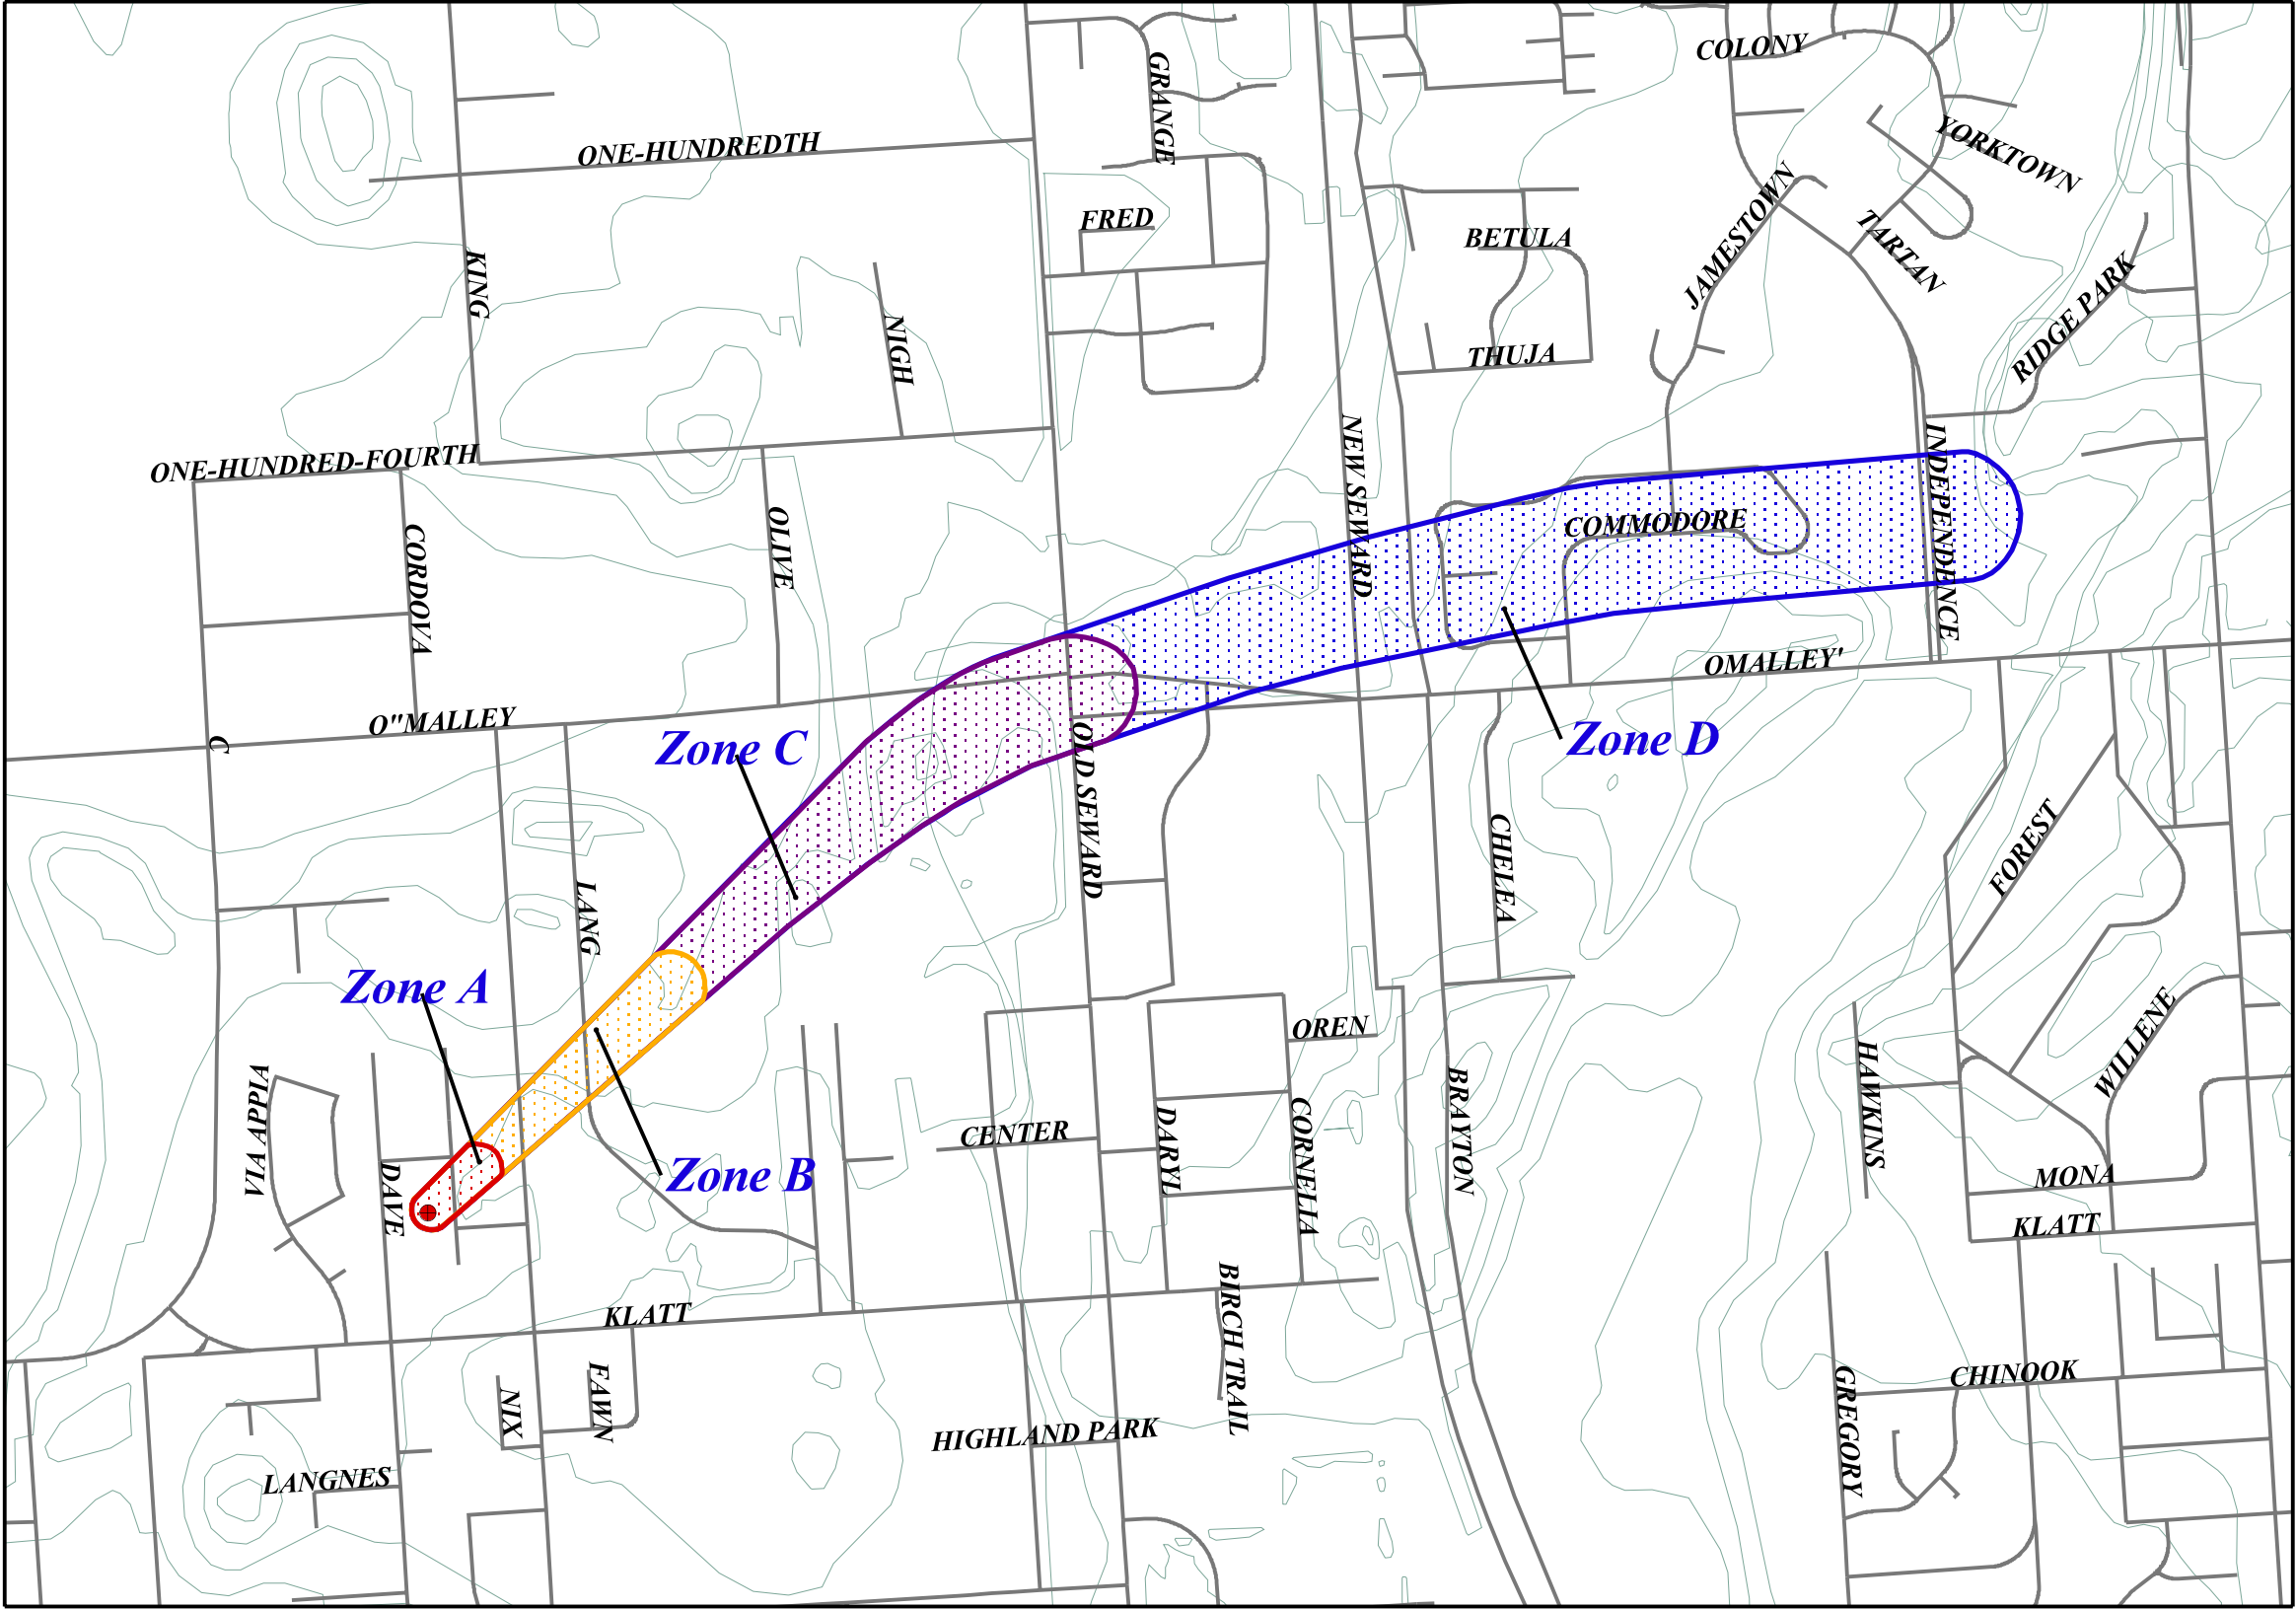 COLONY
GRANGE
YORKTOWN
ONE-HUNDREDTH
JAMESTOWN
FRED
TARTAN
BETULA
KING
RIDGE PARK
NIGH
THUJA
NEW SEWARD
INDEPENDENCE
ONE-HUNDRED-FOURTH
OLIVE
COMMODORE
CORDOVA
OMALLEY'
O"MALLEY
C
Zone C
OLD SEWARD
Zone D
CHELEA
FOREST
LANG
Zone A
OREN
WILLENE
HAWKINS
VIA APPIA
BRAYTON
CORNELIA
DARYL
CENTER
DAVE
Zone B
MONA
KLATT
BIRCH TRAIL
KLATT
FAWN
NIX
CHINOOK
GREGORY
HIGHLAND PARK
LANGNES